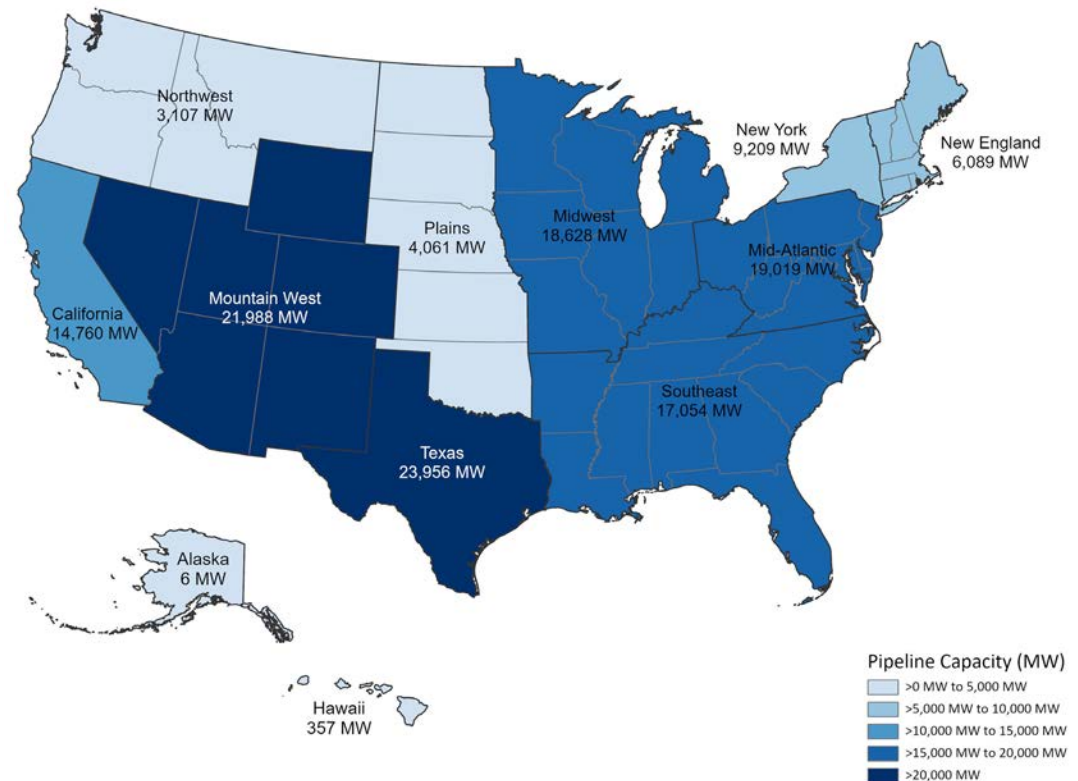 Northwest
3,107 MW
New York
9,209 MW
New England
6,089 MW
Plains
4,061 MW
Midwest
18,628 MW
Mid-Atlantic
19,019 MW
Mountain West
21,988 MW
California
14,760 MW
Southeast
17,054 MW
Texas
23,956 MW
Alaska
6 MW
Hawaii
357 MW
Pipeline Capacity (MW)
>0 MW to 5,000 MW
>5,000 MW to 10,000 MW
>10,000 MW to 15,000 MW
>15,000 MW to 20,000 MW
>20,000 MW